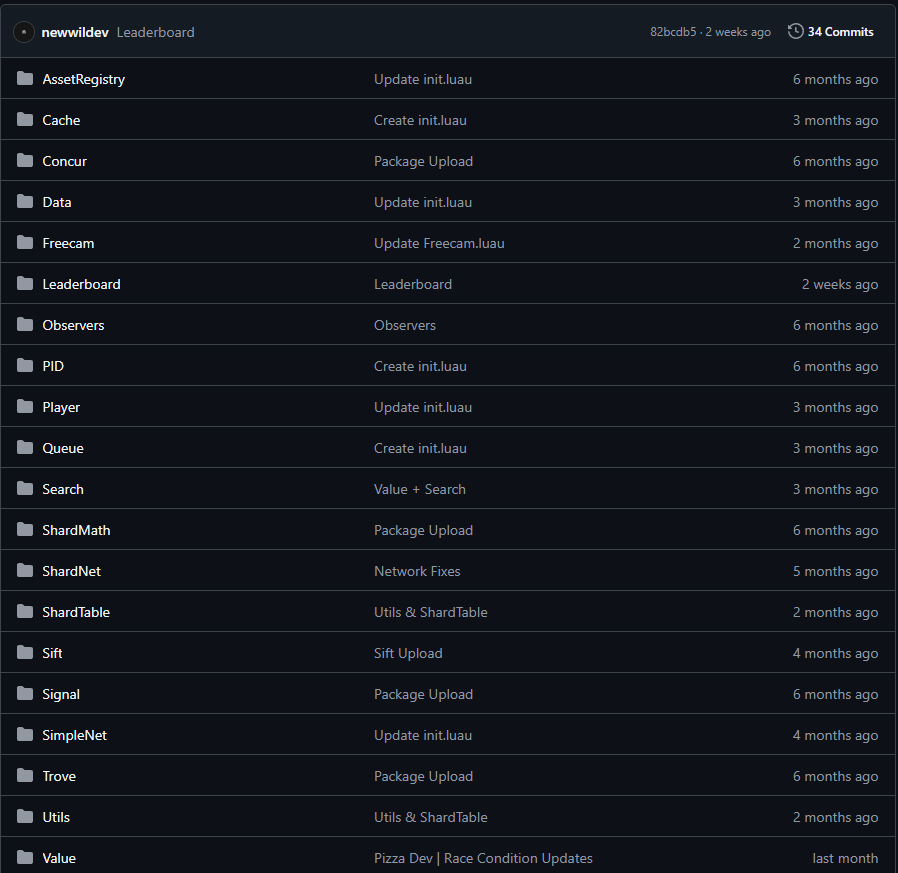 newwildev Leaderboard 82bcdb5 · 2 weeks ago 34 Commits
AssetRegistry Update init.luau 6 months ago
Cache Create init.luau 3 months ago
Concur Package Upload 6 months ago
Data Update init.luau 3 months ago
Freecam Update Freecam.luau 2 months ago
Leaderboard Leaderboard 2 weeks ago
Observers Observers 6 months ago
PID Create init.luau 6 months ago
Player Update init.luau 3 months ago
Queue Create init.luau 3 months ago
Search Value + Search 3 months ago
ShardMath Package Upload 6 months ago
ShardNet Network Fixes 5 months ago
ShardTable Utils & ShardTable 2 months ago
Sift Sift Upload 4 months ago
Signal Package Upload 6 months ago
SimpleNet Update init.luau 4 months ago
Trove Package Upload 6 months ago
Utils Utils & ShardTable 2 months ago
Value Pizza Dev | Race Condition Updates last month